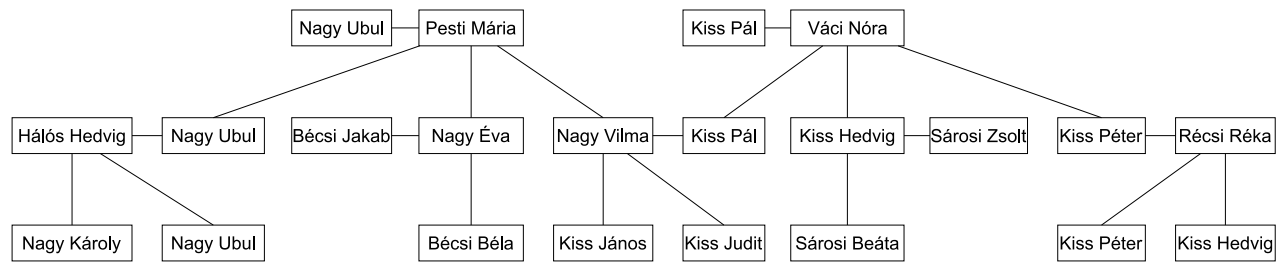 Nagy Ubul
Pesti Mária
Kiss Pál
Váci Nóra
Hálós Hedvig
Nagy Ubul
Bécsi Jakab
Nagy Éva
Nagy Vilma
Kiss Pál
Kiss Hedvig
Sárosi Zsolt
Kiss Péter
Récsi Réka
Nagy Károly
Nagy Ubul
Bécsi Béla
Kiss János
Kiss Judit
Sárosi Beáta
Kiss Péter
Kiss Hedvig